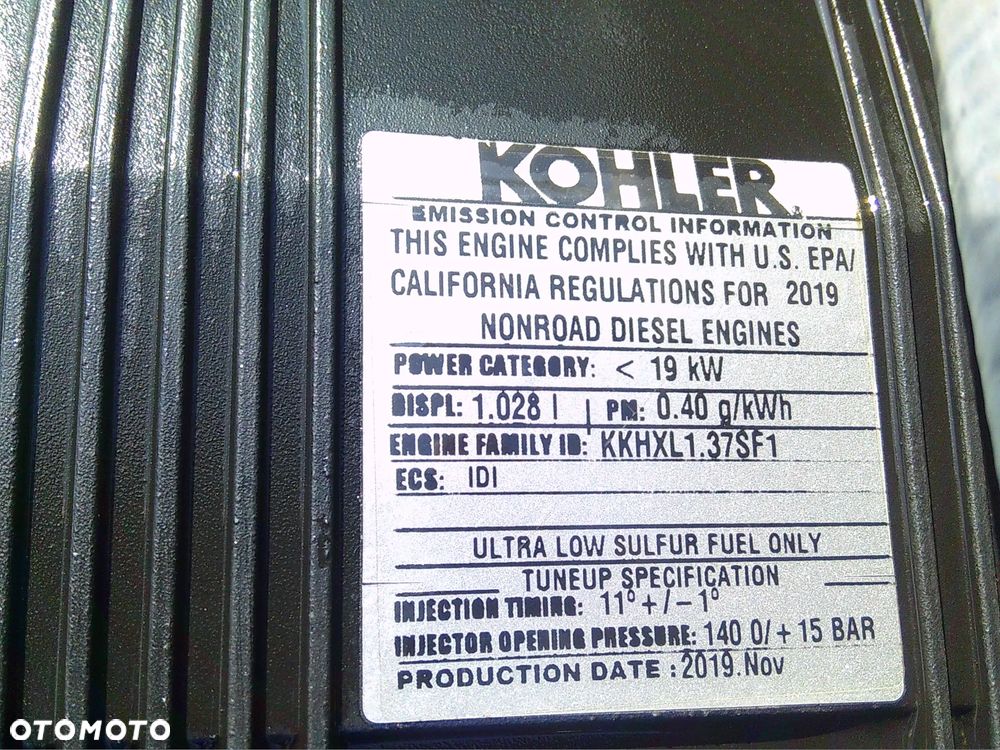 KOHLER
EMISSION CONTROL INFORMATION
THIS ENGINE COMPLIES WITH U.S. EPA/
CALIFORNIA REGULATIONS FOR 2019
NONROAD DIESEL ENGINES
POWER CATEGORY: < 19 kW
DISPL: 1.028 l | PM: 0.40 g/kWh
ENGINE FAMILY ID: KKHXL1.37SF1
ECS: IDI
ULTRA LOW SULFUR FUEL ONLY
TUNEUP SPECIFICATION
INJECTION TIMING: 11° +/- 1°
INJECTOR OPENING PRESSURE: 140 0/+ 15 BAR
PRODUCTION DATE : 2019.Nov
OTOMOTO